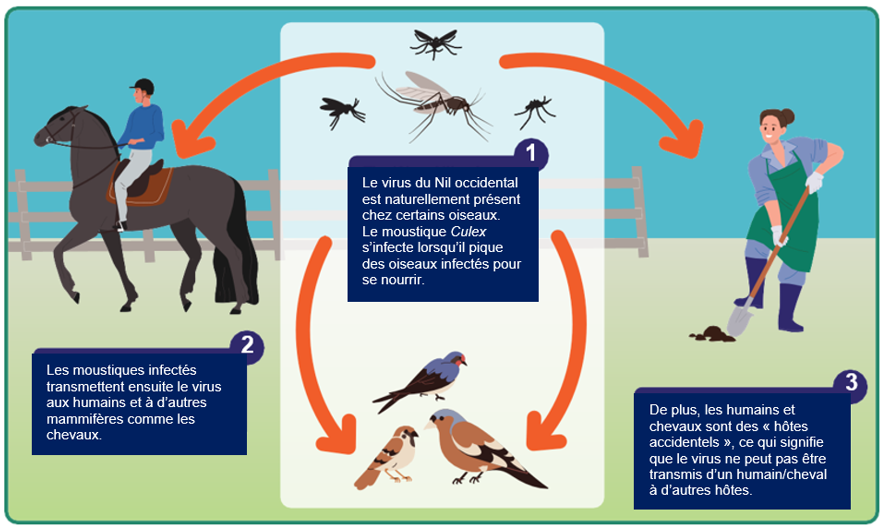 1
Le virus du Nil occidental
est naturellement présent
chez certains oiseaux.
Le moustique Culex
s’infecte lorsqu’il pique
des oiseaux infectés pour
se nourrir.
2
Les moustiques infectés
transmettent ensuite le virus
aux humains et à d’autres
mammifères comme les
chevaux.
3
De plus, les humains et
chevaux sont des « hôtes
accidentels », ce qui signifie
que le virus ne peut pas être
transmis d’un humain/cheval
à d’autres hôtes.